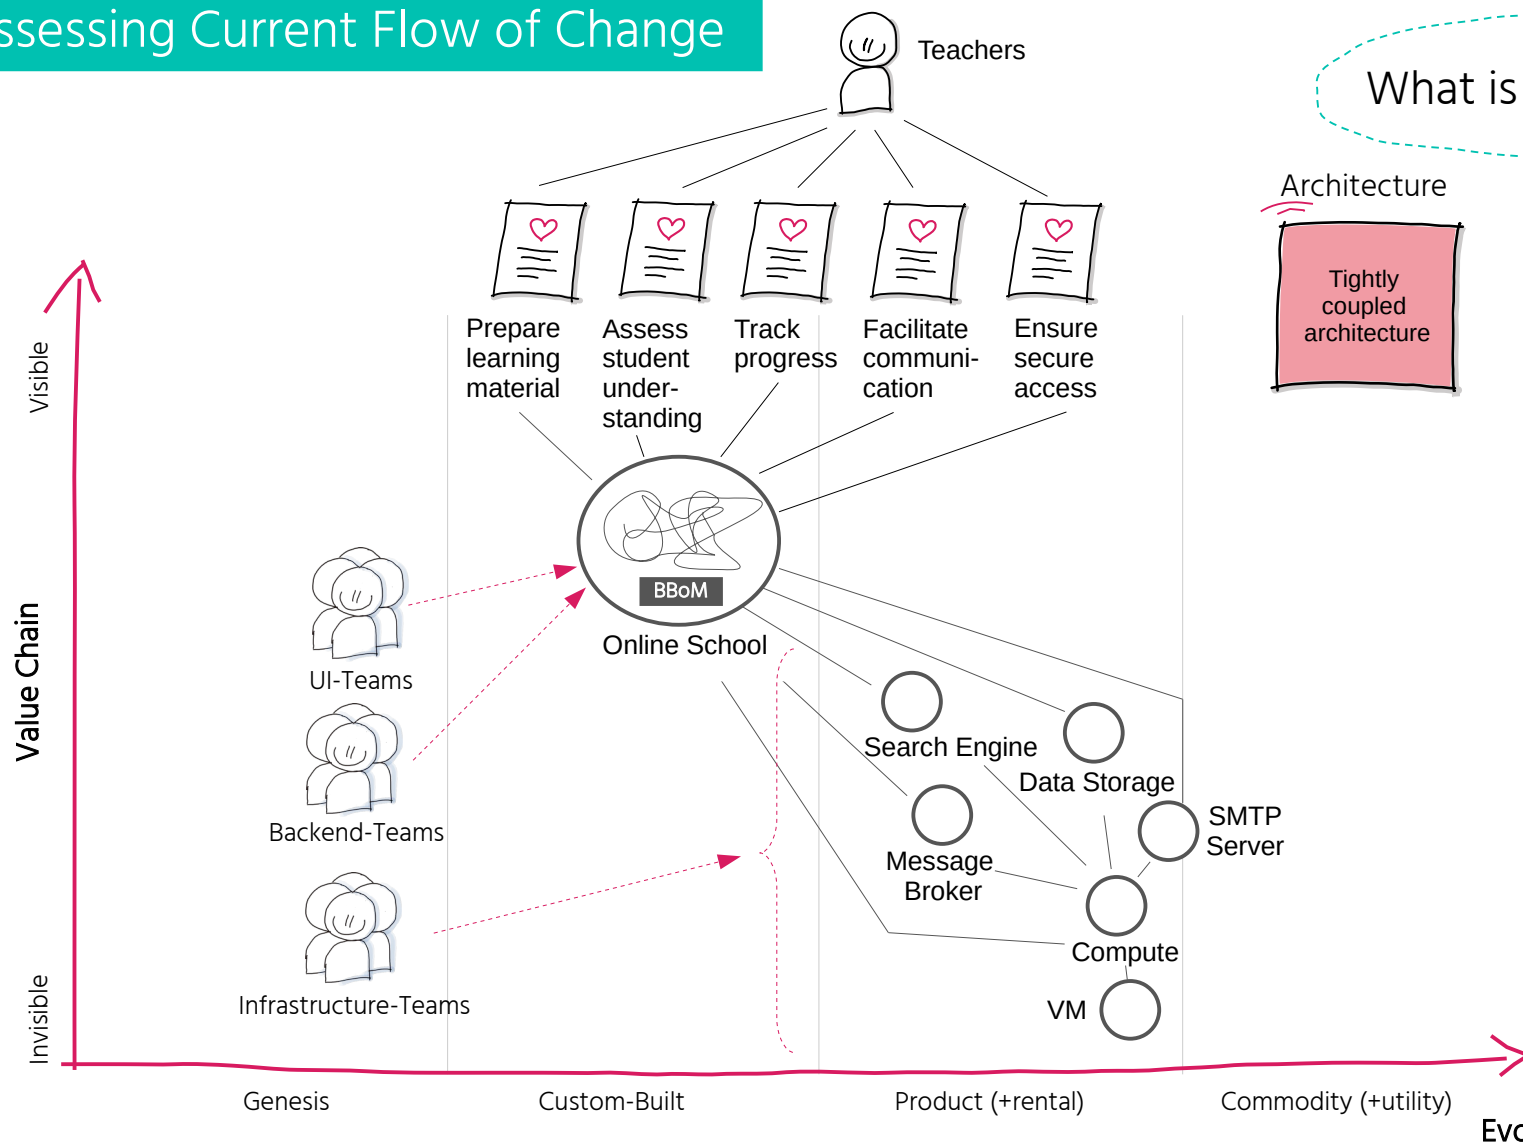 ssessing Current Flow of Change
Teachers
What is
Architecture
Tightly
coupled
architecture
Prepare
learning
material
Assess
student
under-
standing
Track
progress
Facilitate
communi-
cation
Ensure
secure
access
Visible
Value Chain
Invisible
BBoM
Online School
UI-Teams
Backend-Teams
Infrastructure-Teams
Search Engine
Data Storage
SMTP
Server
Message
Broker
Compute
VM
Genesis
Custom-Built
Product (+rental)
Commodity (+utility)
Evo